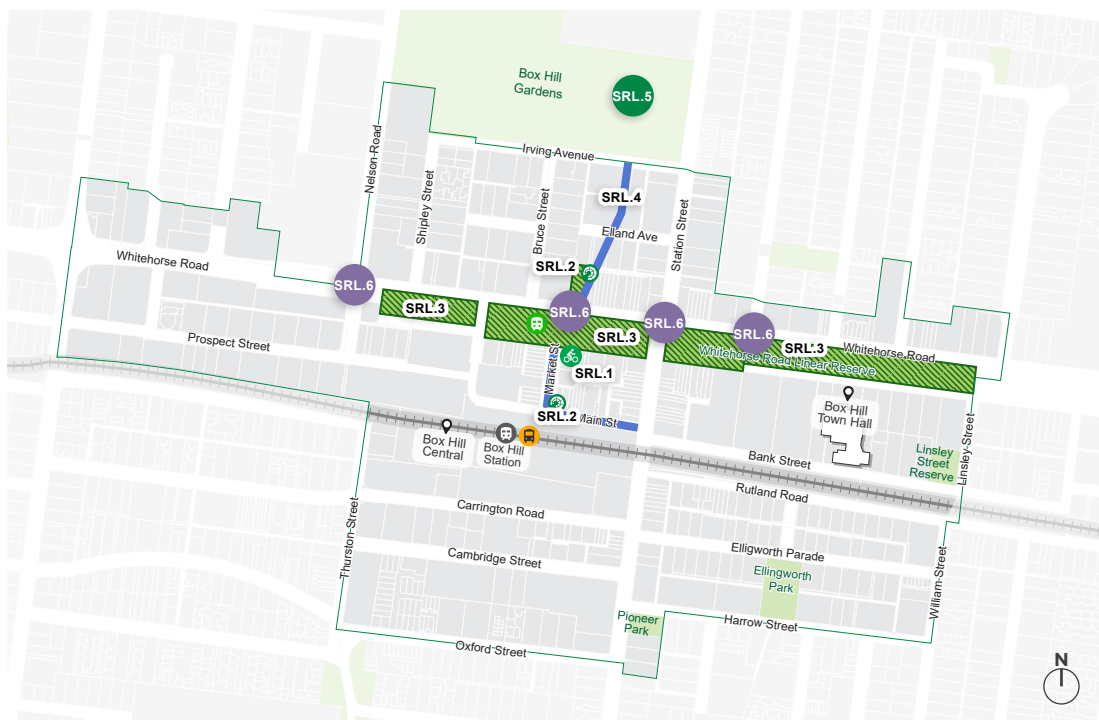 Box Hill
Gardens
SRL.5
Irving Avenue
Nelson Road
Shipley Street
Bruce Street
SRL.4
Station Street
Elland Ave
Whitehorse Road
SRL.2
SRL.6
SRL.3
SRL.6
SRL.3
SRL.6
SRL.6
SRL.3
Whitehorse Road
Whitehorse Road Linear Reserve
Prospect Street
Market St
SRL.1
SRL.2
Main St
Box Hill
Central
Box Hill
Station
Box Hill
Town Hall
Linsley
Street
Reserve
Linsley Street
Bank Street
Rutland Road
Carrington Road
Thurston Street
Cambridge Street
Elligworth Parade
Ellingworth
Park
William Street
Pioneer
Park
Harrow Street
Oxford Street
N